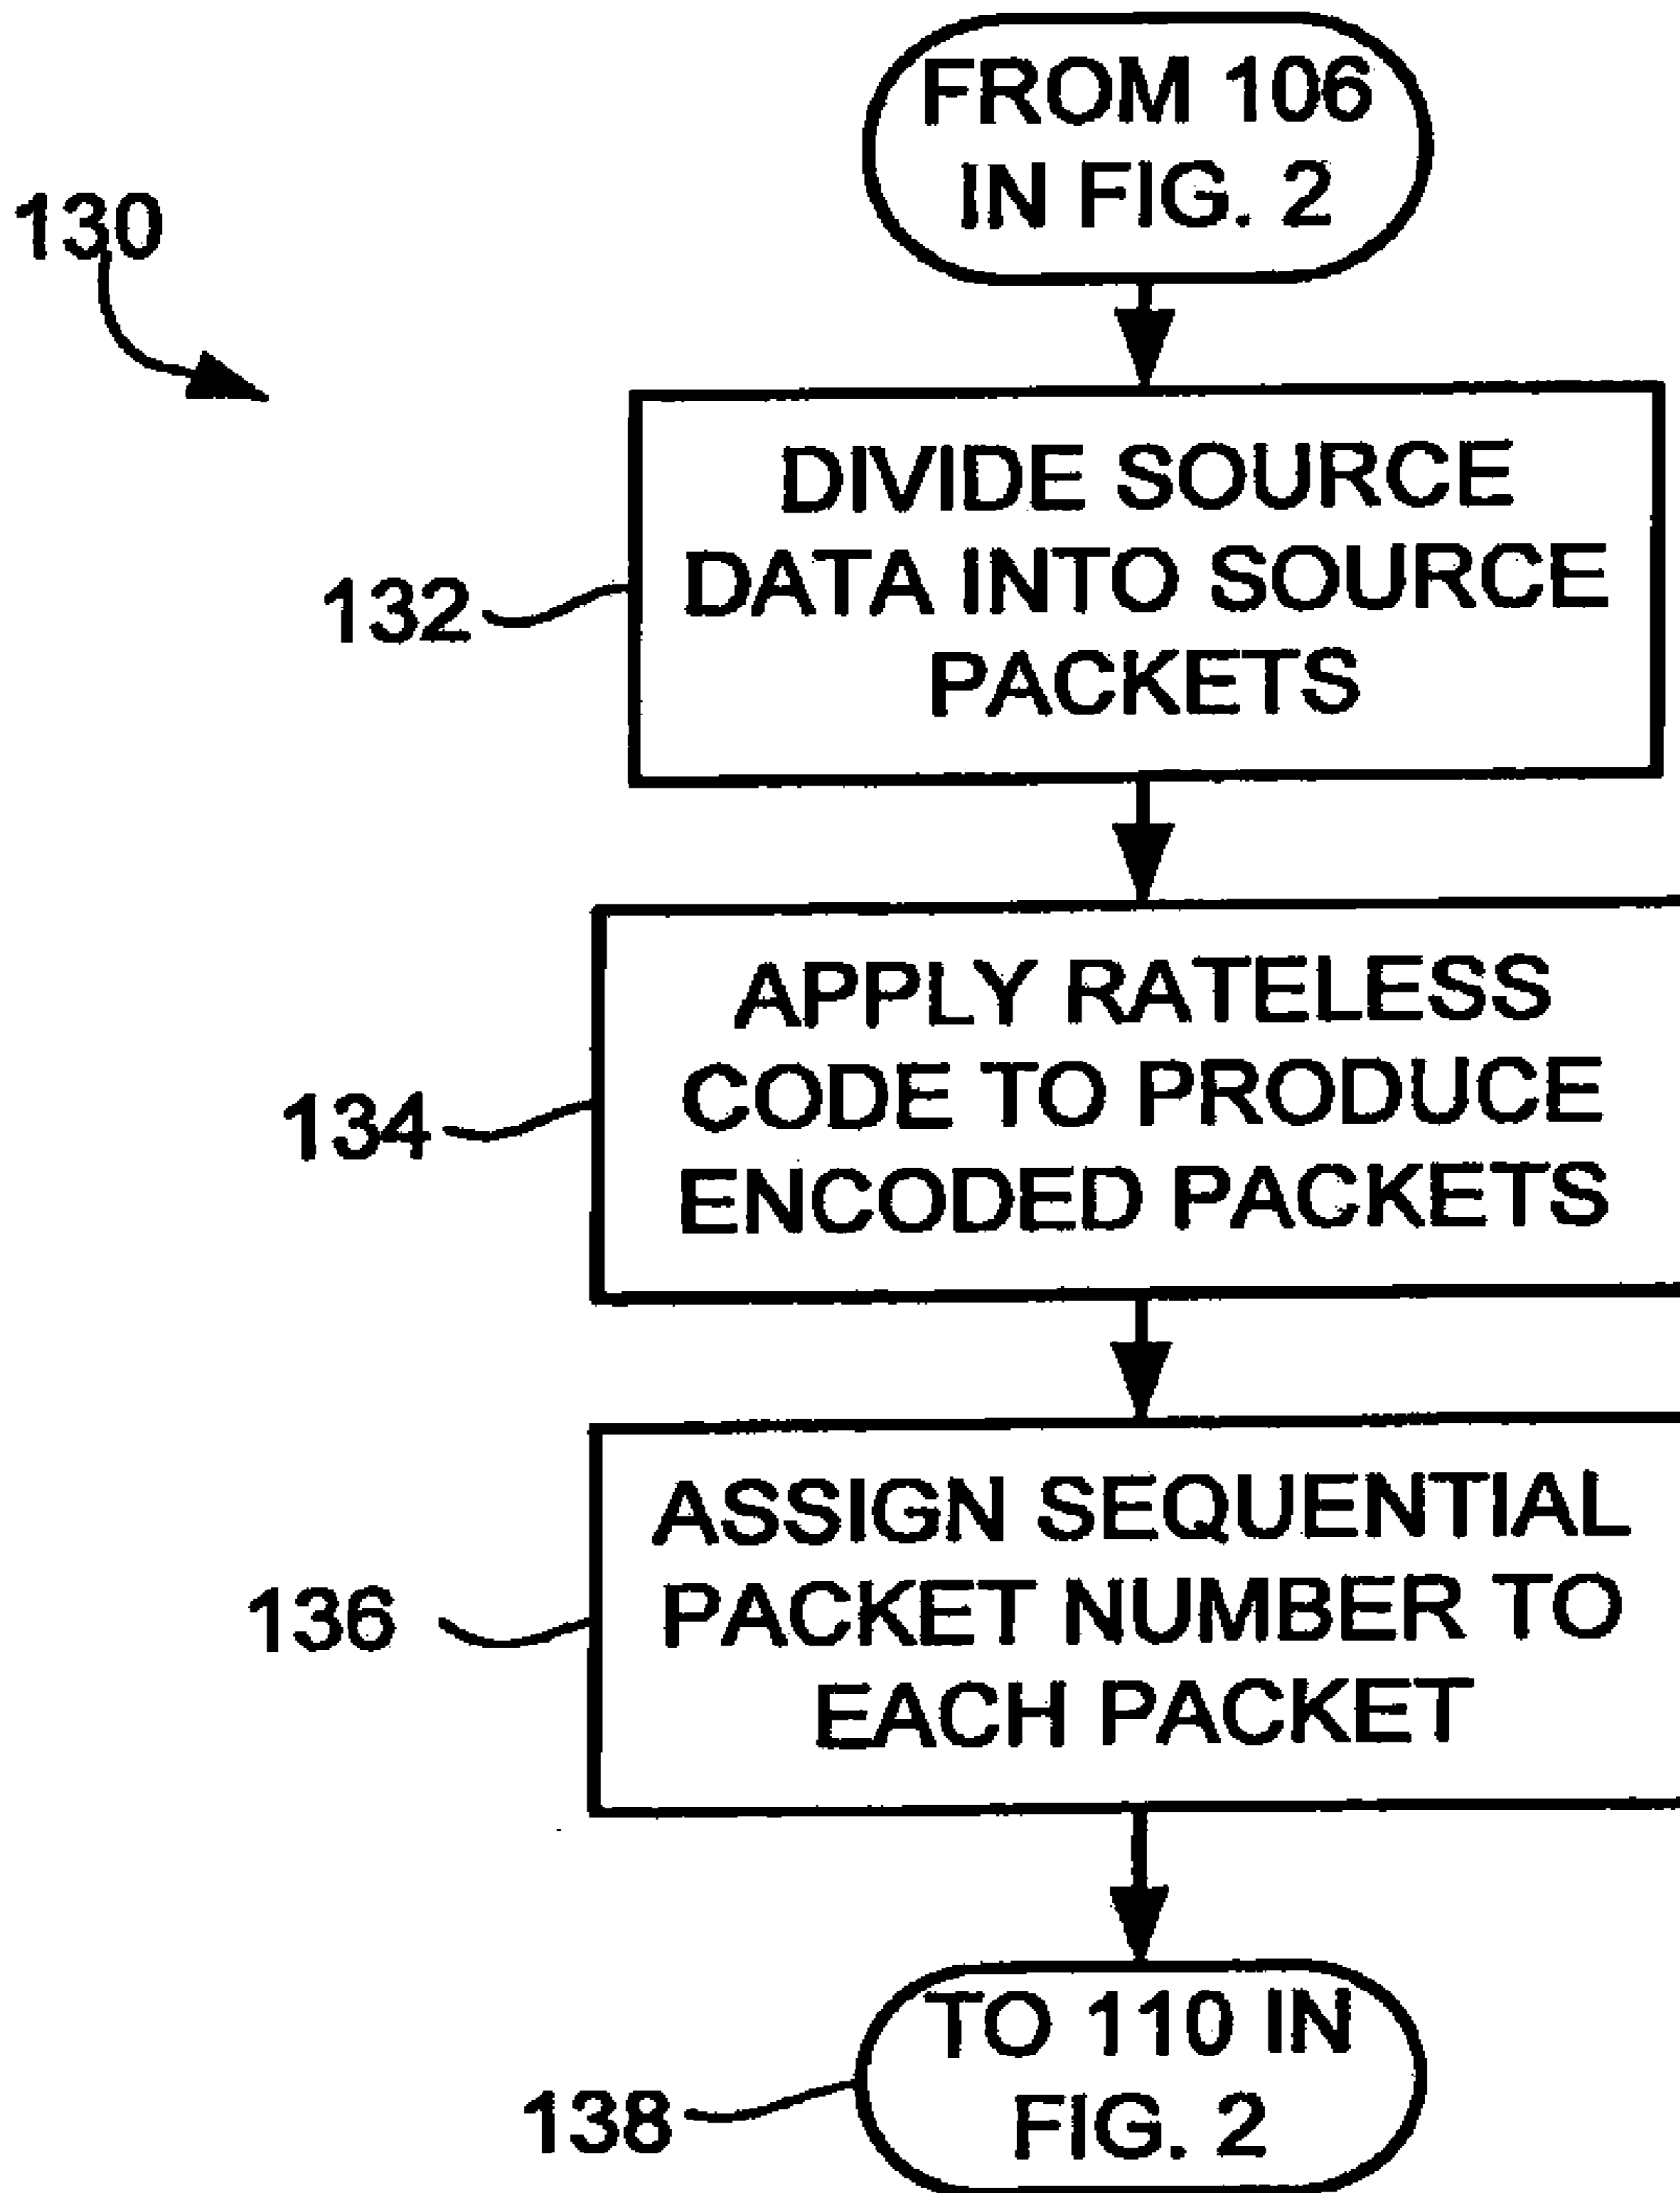 FROM 106
IN FIG. 2
130
DIVIDE SOURCE
DATA INTO SOURCE
PACKETS
132
APPLY RATELESS
CODE TO PRODUCE
ENCODED PACKETS
134
ASSIGN SEQUENTIAL
PACKET NUMBER TO
EACH PACKET
136
TO 110 IN
FIG. 2
138